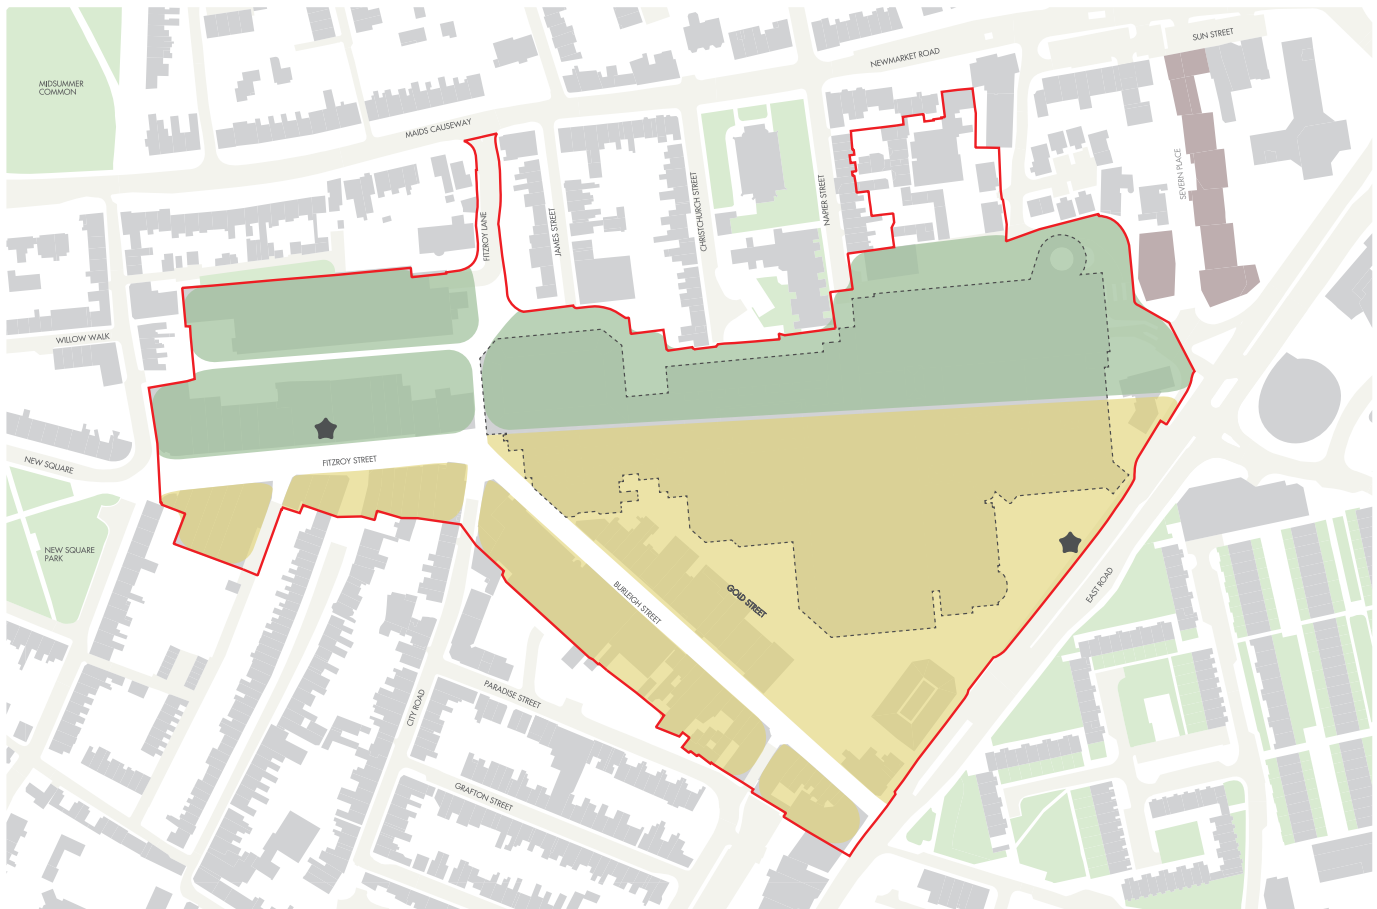 SUN STREET
NEWMARKET ROAD
MIDSUMMER
COMMON
MAIDS CAUSEWAY
SEVERN PLACE
CHRISTCHURCH STREET
NAPIER STREET
FITZROY LANE
JAMES STREET
WILLOW WALK
FITZROY STREET
NEW SQUARE
NEW SQUARE
PARK
BURLEIGH STREET
GOLD STREET
EAST ROAD
PARADISE STREET
CITY ROAD
GRAFTON STREET